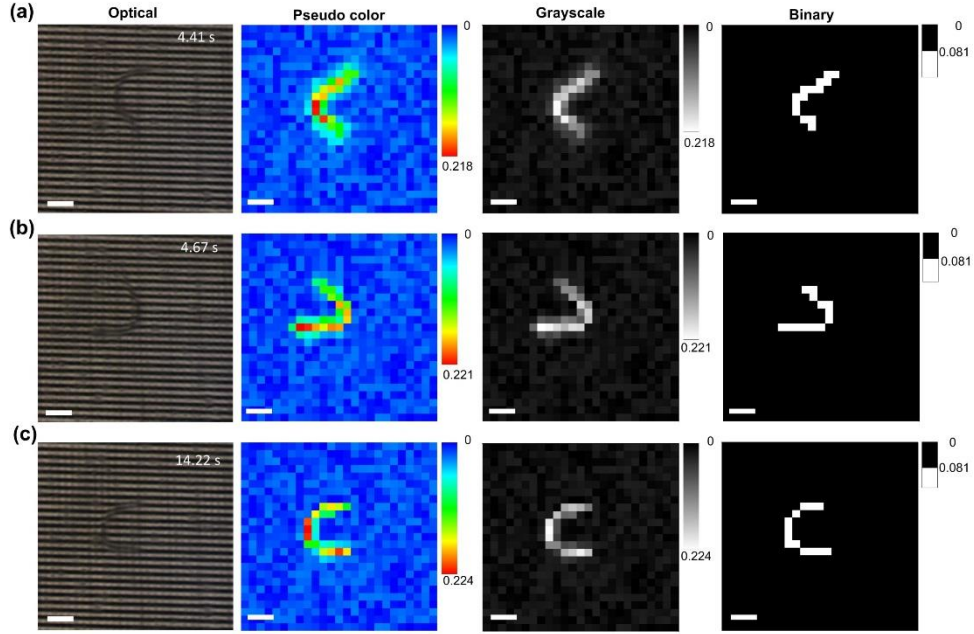 (a) Optical Pseudo color Grayscale Binary
4.41 s 0 0 0
0.081
0.218 0.218
(b)
4.67 s 0 0 0
0.081
0.221 0.221
(c)
14.22 s 0 0 0
0.081
0.224 0.224